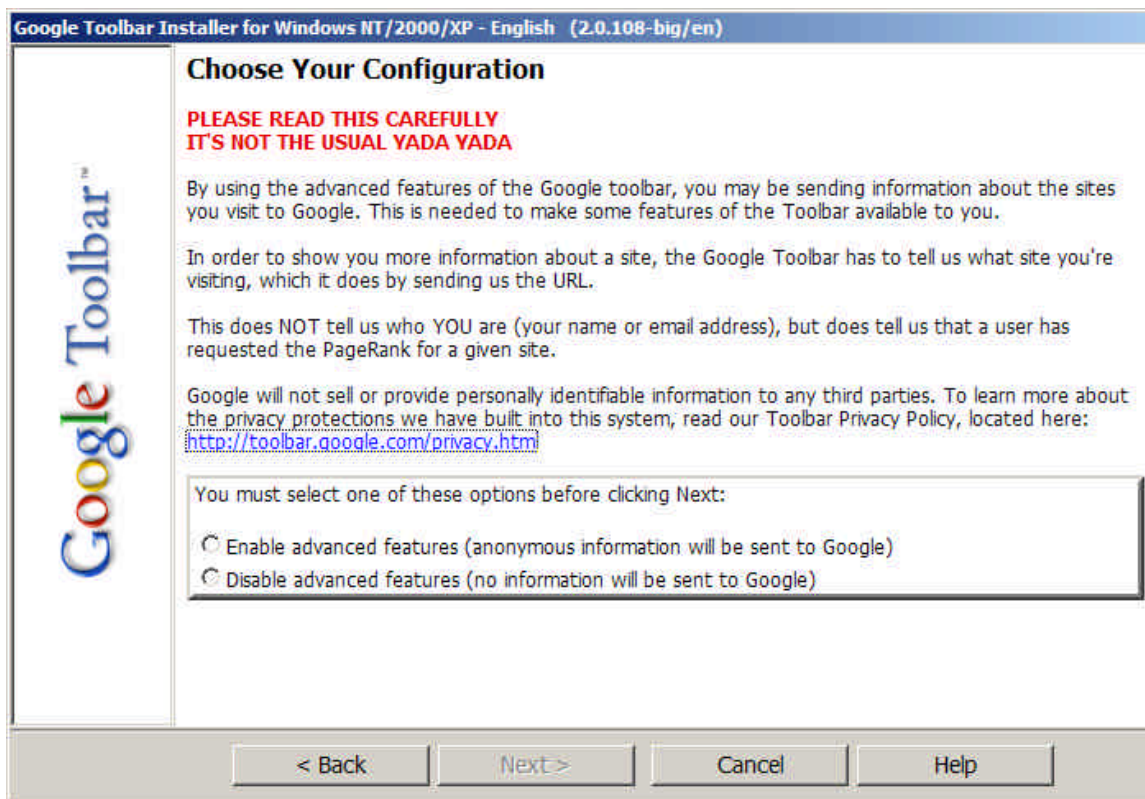 Google Toolbar Installer for Windows NT/2000/XP - English (2.0.108-big/en)
Google Toolbar™
Choose Your Configuration
PLEASE READ THIS CAREFULLY
IT'S NOT THE USUAL YADA YADA
By using the advanced features of the Google toolbar, you may be sending information about the sites
you visit to Google. This is needed to make some features of the Toolbar available to you.
In order to show you more information about a site, the Google Toolbar has to tell us what site you're
visiting, which it does by sending us the URL.
This does NOT tell us who YOU are (your name or email address), but does tell us that a user has
requested the PageRank for a given site.
Google will not sell or provide personally identifiable information to any third parties. To learn more about
the privacy protections we have built into this system, read our Toolbar Privacy Policy, located here:
http://toolbar.google.com/privacy.htm
You must select one of these options before clicking Next:
Enable advanced features (anonymous information will be sent to Google)
Disable advanced features (no information will be sent to Google)
< Back Next > Cancel Help